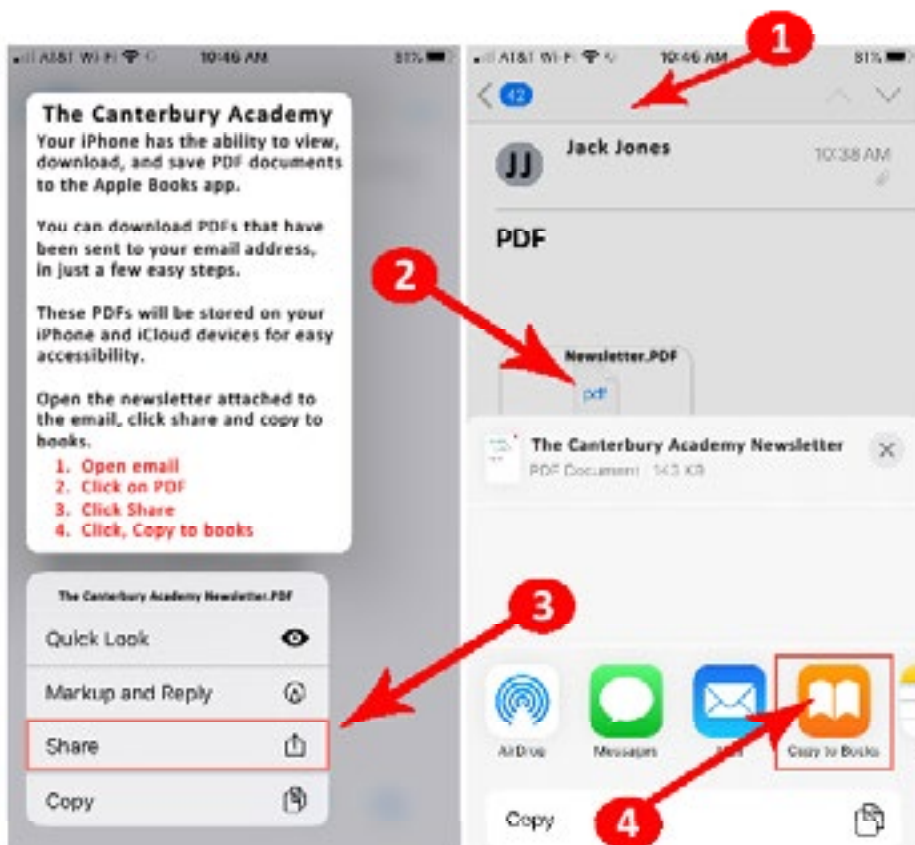 AT&T Wi-Fi 10:46 AM 81%
The Canterbury Academy
Your iPhone has the ability to view,
download, and save PDF documents
to the Apple Books app.
You can download PDFs that have
been sent to your email address,
in just a few easy steps.
These PDFs will be stored on your
iPhone and iCloud devices for easy
accessibility.
Open the newsletter attached to
the email, click share and copy to
books.
1. Open email
2. Click on PDF
3. Click Share
4. Click, Copy to books
The Canterbury Academy Newsletter.PDF
Quick Look
Markup and Reply
Share
Copy
AT&T Wi-Fi 10:46 AM 81%
1
42
JJ Jack Jones 10:38 AM
PDF
2
Newsletter.PDF
pdf
The Canterbury Academy Newsletter
PDF Document 143 KB
3
AirDrop Messages Mail Copy to Books
Copy
4